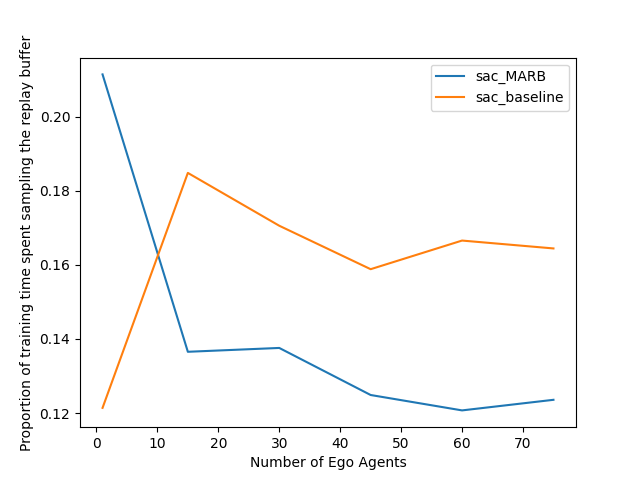 sac_MARB
sac_baseline
Proportion of training time spent sampling the replay buffer
0.20
0.18
0.16
0.14
0.12
0 10 20 30 40 50 60 70
Number of Ego Agents